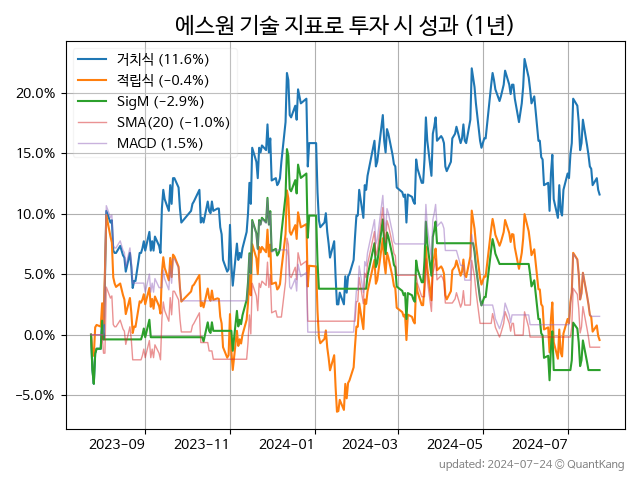 에스원 기술 지표로 투자 시 성과 (1년)
거치식 (11.6%)
적립식 (−0.4%)
SigM (−2.9%)
SMA(20) (−1.0%)
MACD (1.5%)
20.0%
15.0%
10.0%
5.0%
0.0%
−5.0%
2023-09 2023-11 2024-01 2024-03 2024-05 2024-07
updated: 2024-07-24 © QuantKang